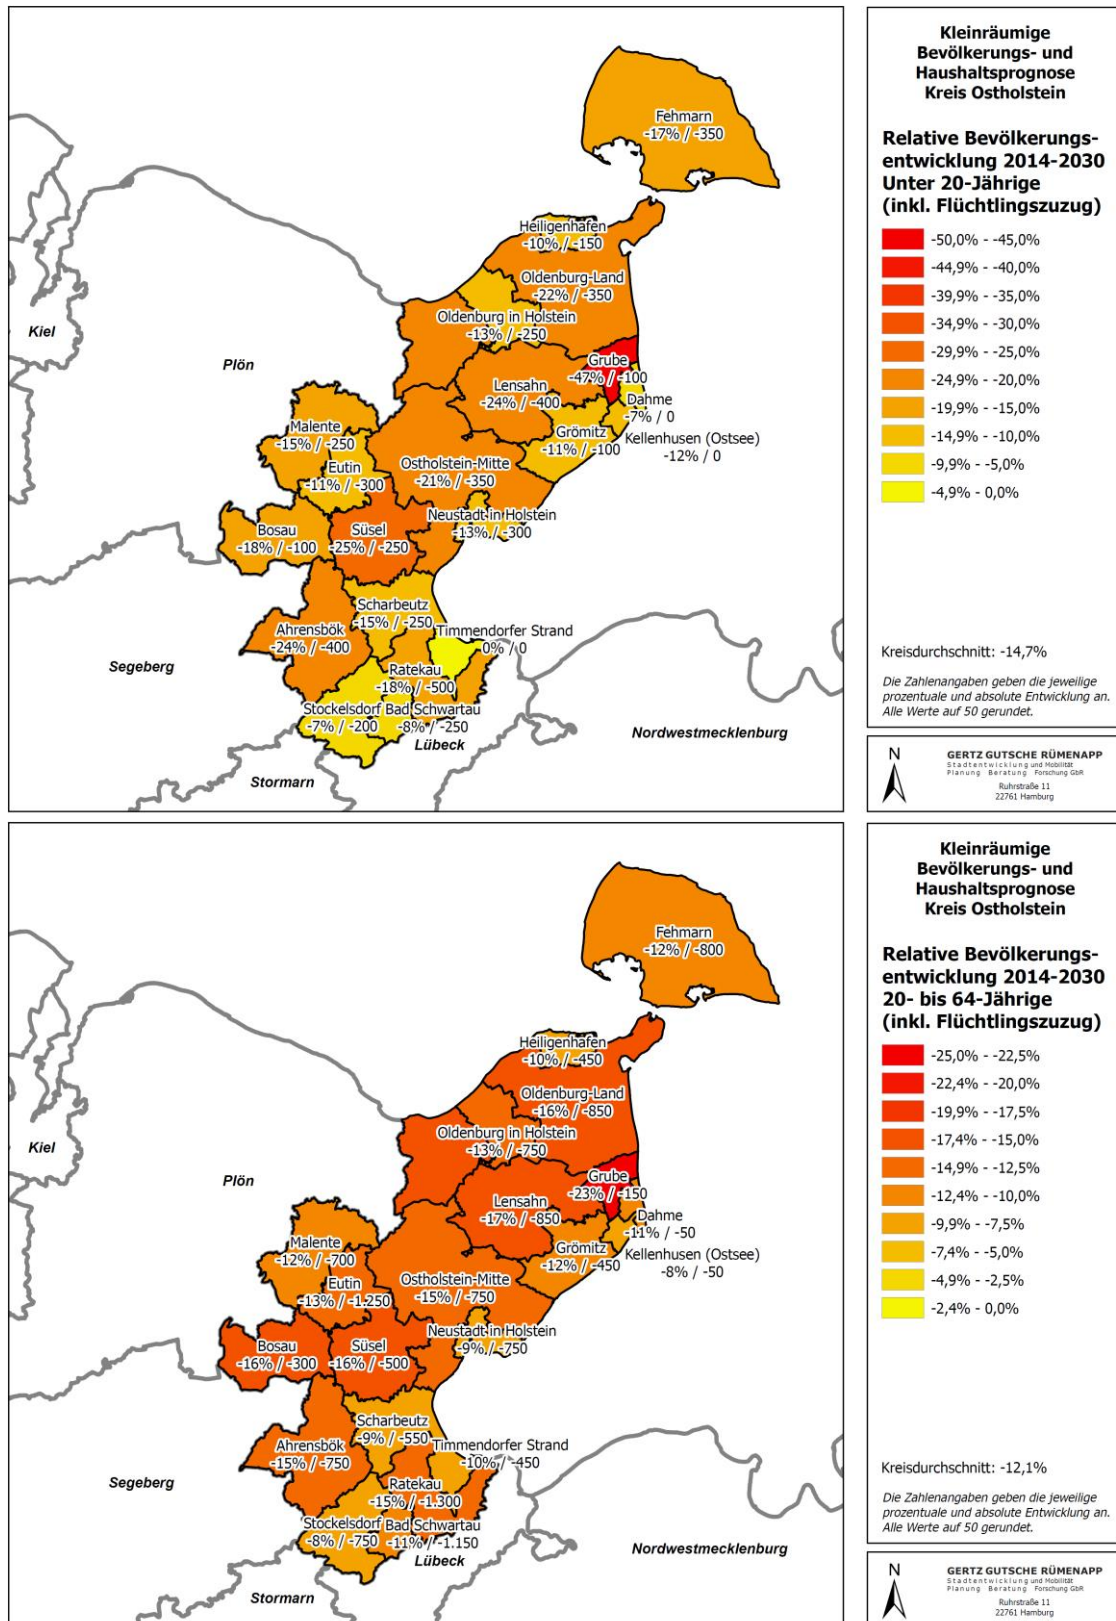 Fehmarn
-17% / -350
Heiligenhafen
-10% / -150
Oldenburg-Land
-22% / -350
Oldenburg in Holstein
-13% / -250
Kiel
Plön
Grube
-47% / -100
Lensahn
-24% / -400
Dahme
-7% / 0
Malente
-15% / -250
Grömitz
-11% / -100
Kellenhusen (Ostsee)
-12% / 0
Eutin
-11% / -300
Ostholstein-Mitte
-21% / -350
Neustadt in Holstein
-13% / -300
Bosau
-18% / -100
Süsel
-25% / -250
Scharbeutz
-15% / -250
Ahrensbök
-24% / -400
Timmendorfer Strand
0% / 0
Segeberg
Ratekau
-18% / -500
Stockelsdorf
-7% / -200
Bad Schwartau
-8% / -250
Lübeck
Nordwestmecklenburg
Stormarn
Kleinräumige
Bevölkerungs- und
Haushaltsprognose
Kreis Ostholstein
Relative Bevölkerungs-
entwicklung 2014-2030
Unter 20-Jährige
(inkl. Flüchtlingszuzug)
-50,0% - -45,0%
-44,9% - -40,0%
-39,9% - -35,0%
-34,9% - -30,0%
-29,9% - -25,0%
-24,9% - -20,0%
-19,9% - -15,0%
-14,9% - -10,0%
-9,9% - -5,0%
-4,9% - 0,0%
Kreisdurchschnitt: -14,7%
Die Zahlenangaben geben die jeweilige
prozentuale und absolute Entwicklung an.
Alle Werte auf 50 gerundet.
N
GERTZ GUTSCHE RÜMENAPP
Stadtentwicklung und Mobilität
Planung Beratung Forschung GbR
Ruhrstraße 11
22761 Hamburg
Fehmarn
-12% / -800
Heiligenhafen
-10% / -450
Oldenburg-Land
-16% / -850
Oldenburg in Holstein
-13% / -750
Kiel
Plön
Grube
-23% / -150
Lensahn
-17% / -850
Dahme
-11% / -50
Malente
-12% / -700
Grömitz
-12% / -450
Kellenhusen (Ostsee)
-8% / -50
Eutin
-13% / -1.250
Ostholstein-Mitte
-15% / -750
Neustadt in Holstein
-9% / -750
Bosau
-16% / -300
Süsel
-16% / -500
Scharbeutz
-9% / -550
Ahrensbök
-15% / -750
Timmendorfer Strand
-10% / -450
Segeberg
Ratekau
-15% / -1.300
Stockelsdorf
-8% / -750
Bad Schwartau
-11% / -1.150
Lübeck
Nordwestmecklenburg
Stormarn
Kleinräumige
Bevölkerungs- und
Haushaltsprognose
Kreis Ostholstein
Relative Bevölkerungs-
entwicklung 2014-2030
20- bis 64-Jährige
(inkl. Flüchtlingszuzug)
-25,0% - -22,5%
-22,4% - -20,0%
-19,9% - -17,5%
-17,4% - -15,0%
-14,9% - -12,5%
-12,4% - -10,0%
-9,9% - -7,5%
-7,4% - -5,0%
-4,9% - -2,5%
-2,4% - 0,0%
Kreisdurchschnitt: -12,1%
Die Zahlenangaben geben die jeweilige
prozentuale und absolute Entwicklung an.
Alle Werte auf 50 gerundet.
N
GERTZ GUTSCHE RÜMENAPP
Stadtentwicklung und Mobilität
Planung Beratung Forschung GbR
Ruhrstraße 11
22761 Hamburg